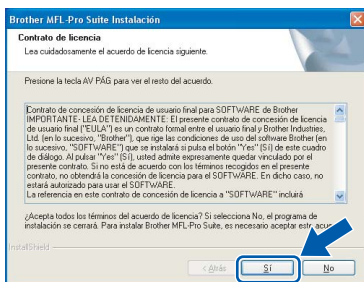 Brother MFL-Pro Suite Instalación
Contrato de licencia
Lea cuidadosamente el acuerdo de licencia siguiente.
Presione la tecla AV PÁG para ver el resto del acuerdo.
Contrato de concesión de licencia de usuario final para SOFTWARE de Brother
IMPORTANTE- LEA DETENIDAMENTE: El presente contrato de concesión de licencia
de usuario final ("EULA") es un contrato formal entre el usuario final y Brother Industries,
Ltd. (en lo sucesivo, "Brother"), que rige las condiciones de uso del software Brother (en
lo sucesivo, "SOFTWARE") que se instalará si pulsa el botón "Yes" (Sí) de este cuadro
de diálogo. Al pulsar "Yes" (Sí), usted admite expresamente quedar vinculado por el
presente contrato. Si no está de acuerdo con los términos recogidos en el presente
contrato, no obtendrá la concesión de licencia para el SOFTWARE. En dicho caso, no
estará autorizado para usar el SOFTWARE.
La referencia en este contrato de concesión de licencia a "SOFTWARE" incluirá
¿Acepta todos los términos del acuerdo de licencia? Si selecciona No, el programa de
instalación se cerrará. Para instalar Brother MFL-Pro Suite, es necesario aceptar este
InstallShield
< Atrás
Sí
No